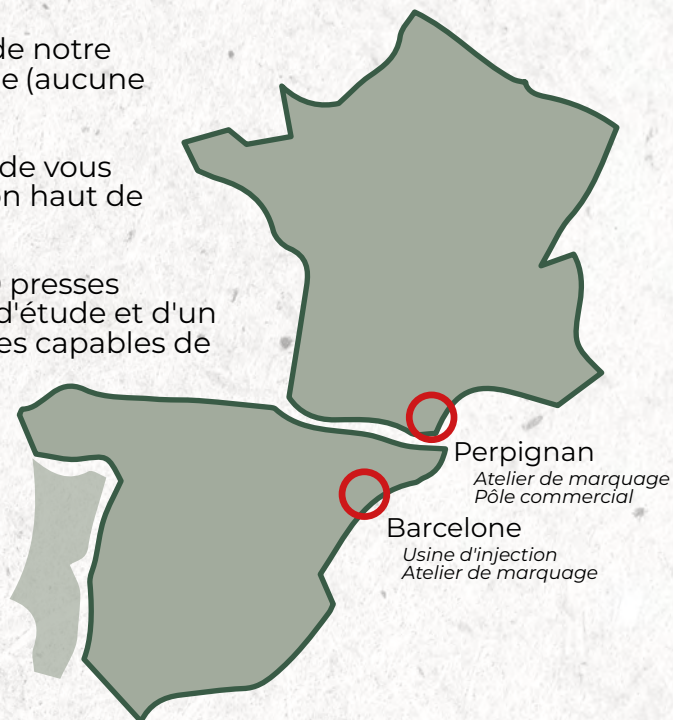 de notre
e (aucune
de vous
on haut de
presses
d'étude et d'un
es capables de
Perpignan
Atelier de marquage
Pôle commercial
Barcelone
Usine d'injection
Atelier de marquage